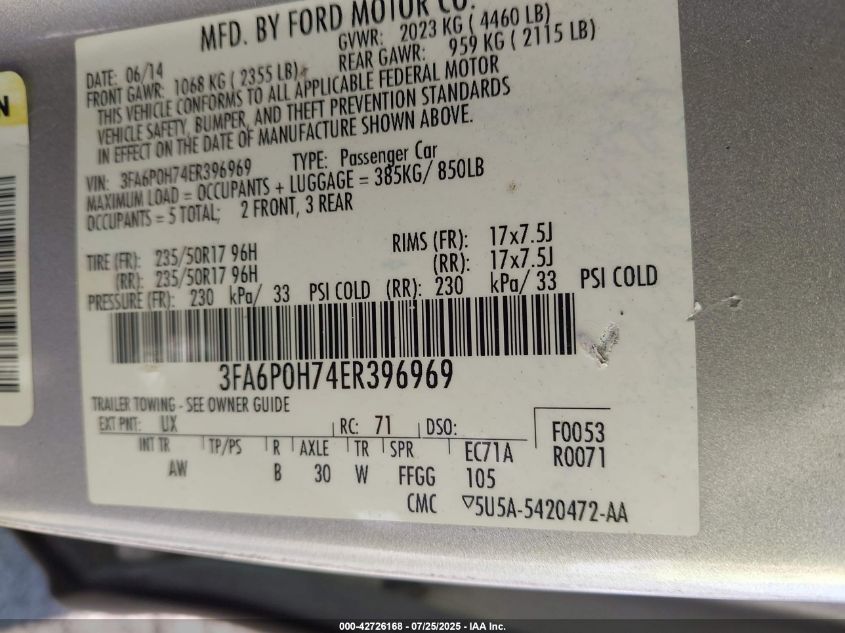 MFD. BY FORD MOTOR CO.
GVWR: 2023 KG ( 4460 LB)
DATE: 06/14 REAR GAWR: 959 KG ( 2115 LB)
FRONT GAWR: 1068 KG ( 2355 LB)
THIS VEHICLE CONFORMS TO ALL APPLICABLE FEDERAL MOTOR
VEHICLE SAFETY, BUMPER, AND THEFT PREVENTION STANDARDS
IN EFFECT ON THE DATE OF MANUFACTURE SHOWN ABOVE.
VIN: 3FA6P0H74ER396969 TYPE: Passenger Car
MAXIMUM LOAD = OCCUPANTS + LUGGAGE = 385KG/ 850LB
OCCUPANTS = 5 TOTAL; 2 FRONT, 3 REAR
TIRE (FR): 235/50R17 96H RIMS (FR): 17x7.5J
(RR): 235/50R17 96H (RR): 17x7.5J
PRESSURE (FR): 230 kPa/ 33 PSI COLD (RR): 230 kPa/ 33 PSI COLD
3FA6P0H74ER396969
TRAILER TOWING - SEE OWNER GUIDE
EXT PNT: UX RC: 71 DSO: F0053
INT TR TP/PS R AXLE TR SPR EC71A R0071
AW B 30 W FFGG 105
CMC 5U5A-5420472-AA
N
000-42726168 - 07/25/2025 - IAA Inc.